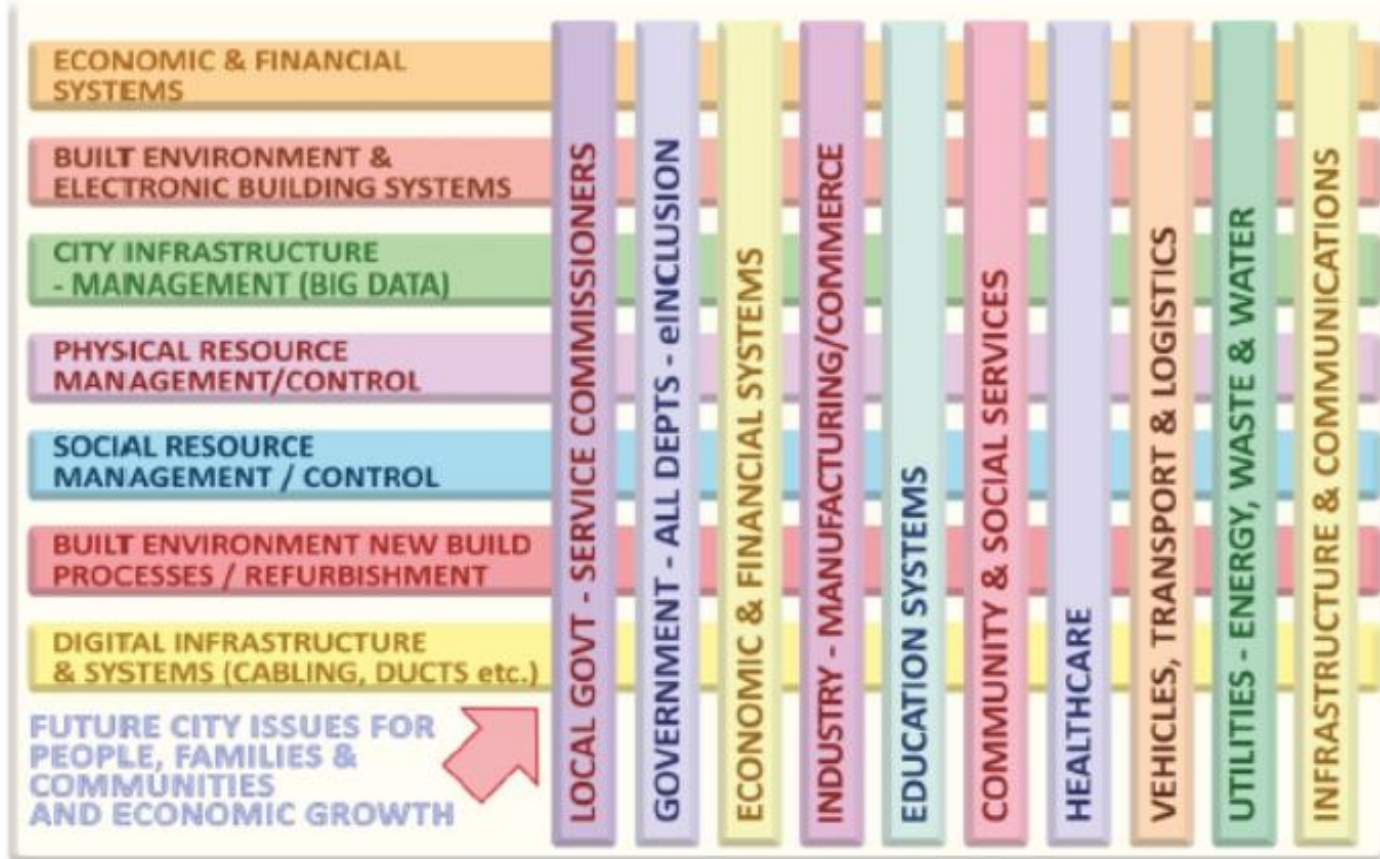 ECONOMIC & FINANCIAL
SYSTEMS
BUILT ENVIRONMENT &
ELECTRONIC BUILDING SYSTEMS
CITY INFRASTRUCTURE
- MANAGEMENT (BIG DATA)
PHYSICAL RESOURCE
MANAGEMENT/CONTROL
SOCIAL RESOURCE
MANAGEMENT / CONTROL
BUILT ENVIRONMENT NEW BUILD
PROCESSES / REFURBISHMENT
DIGITAL INFRASTRUCTURE
& SYSTEMS (CABLING, DUCTS etc.)
FUTURE CITY ISSUES FOR
PEOPLE, FAMILIES &
COMMUNITIES
AND ECONOMIC GROWTH
LOCAL GOVT - SERVICE COMMISSIONERS
GOVERNMENT - ALL DEPTS - eINCLUSION
ECONOMIC & FINANCIAL SYSTEMS
INDUSTRY - MANUFACTURING/COMMERCE
EDUCATION SYSTEMS
COMMUNITY & SOCIAL SERVICES
HEALTHCARE
VEHICLES, TRANSPORT & LOGISTICS
UTILITIES - ENERGY, WASTE & WATER
INFRASTRUCTURE & COMMUNICATIONS